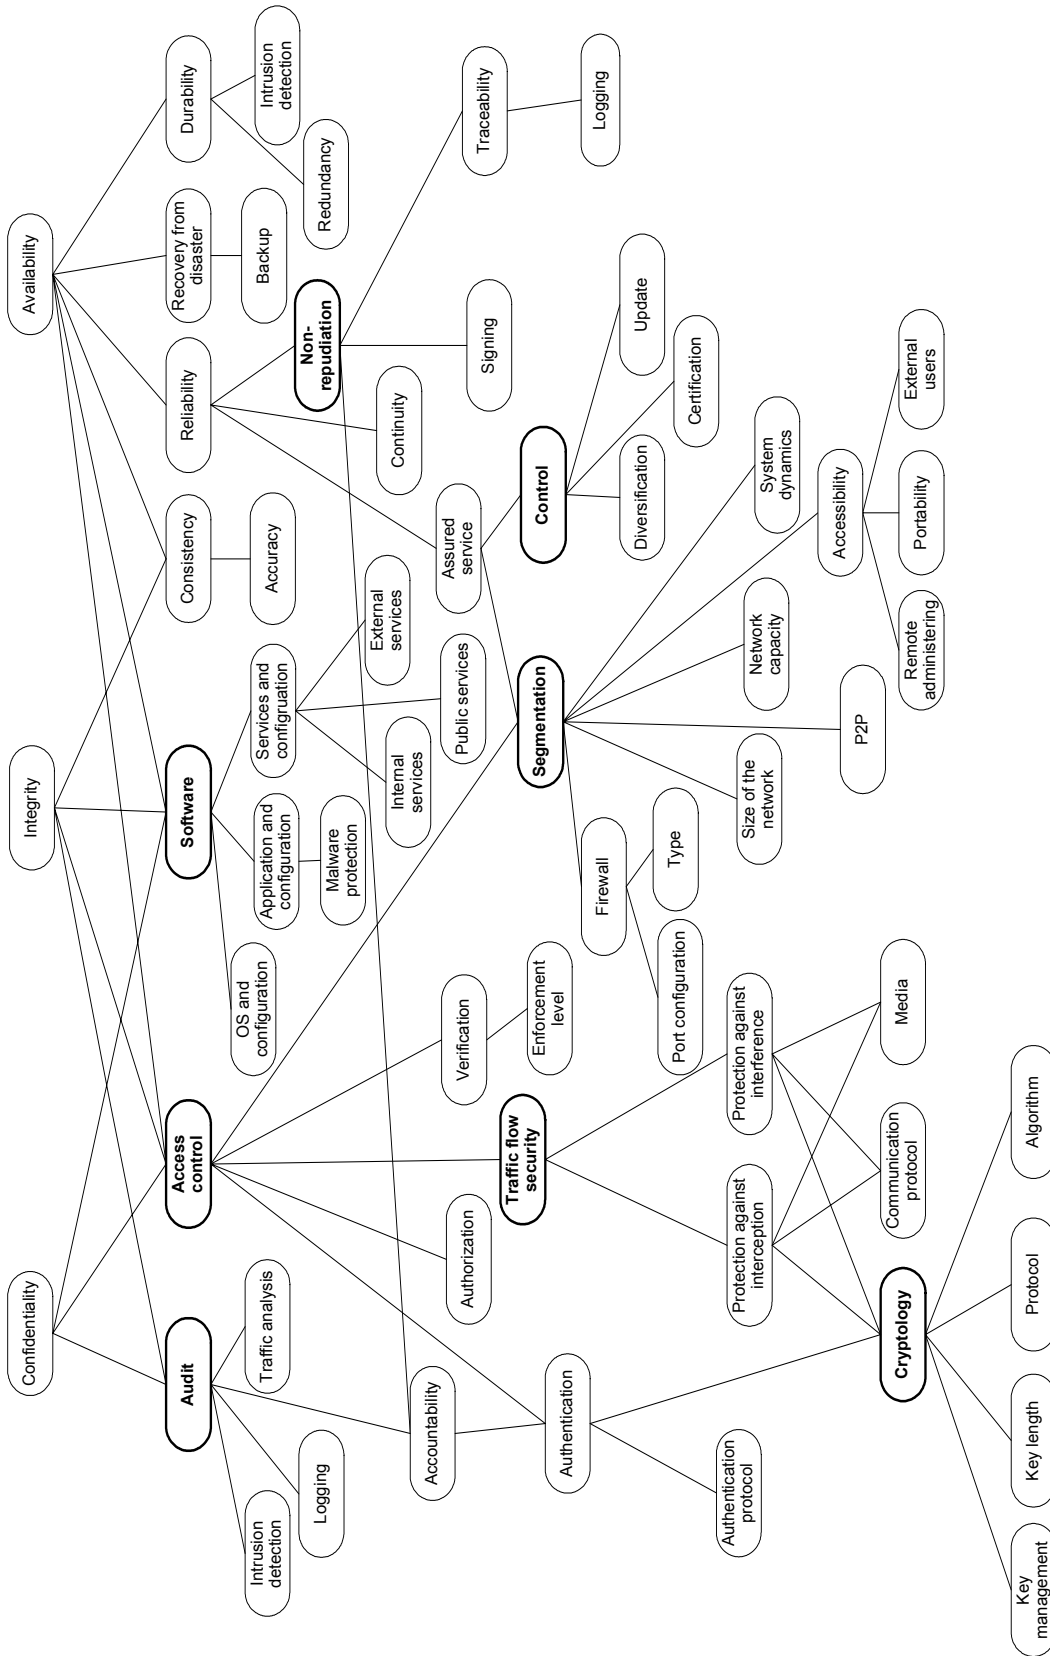 Confidentiality
Integrity
Availability
Audit
Access
control
Software
Consistency
Reliability
Recovery from
disaster
Durability
Intrusion
detection
Logging
Traffic analysis
OS and
configuration
Application and
configuration
Services and
configruation
Accuracy
Backup
Redundancy
Intrusion
detection
Malware
protection
Non-
repudiation
Accountability
Authorization
Verification
Internal
services
Public services
External
services
Assured
service
Continuity
Signing
Traceability
Authentication
Traffic flow
security
Enforcement
level
Segmentation
Control
Logging
Firewall
Diversification
Certification
Update
Port configuration
Type
Authentication
protocol
Protection against
interception
Protection against
interference
Size of the
network
P2P
Network
capacity
Accessibility
System
dynamics
Cryptology
Communication
protocol
Media
Remote
administering
Portability
External
users
Key
management
Key length
Protocol
Algorithm